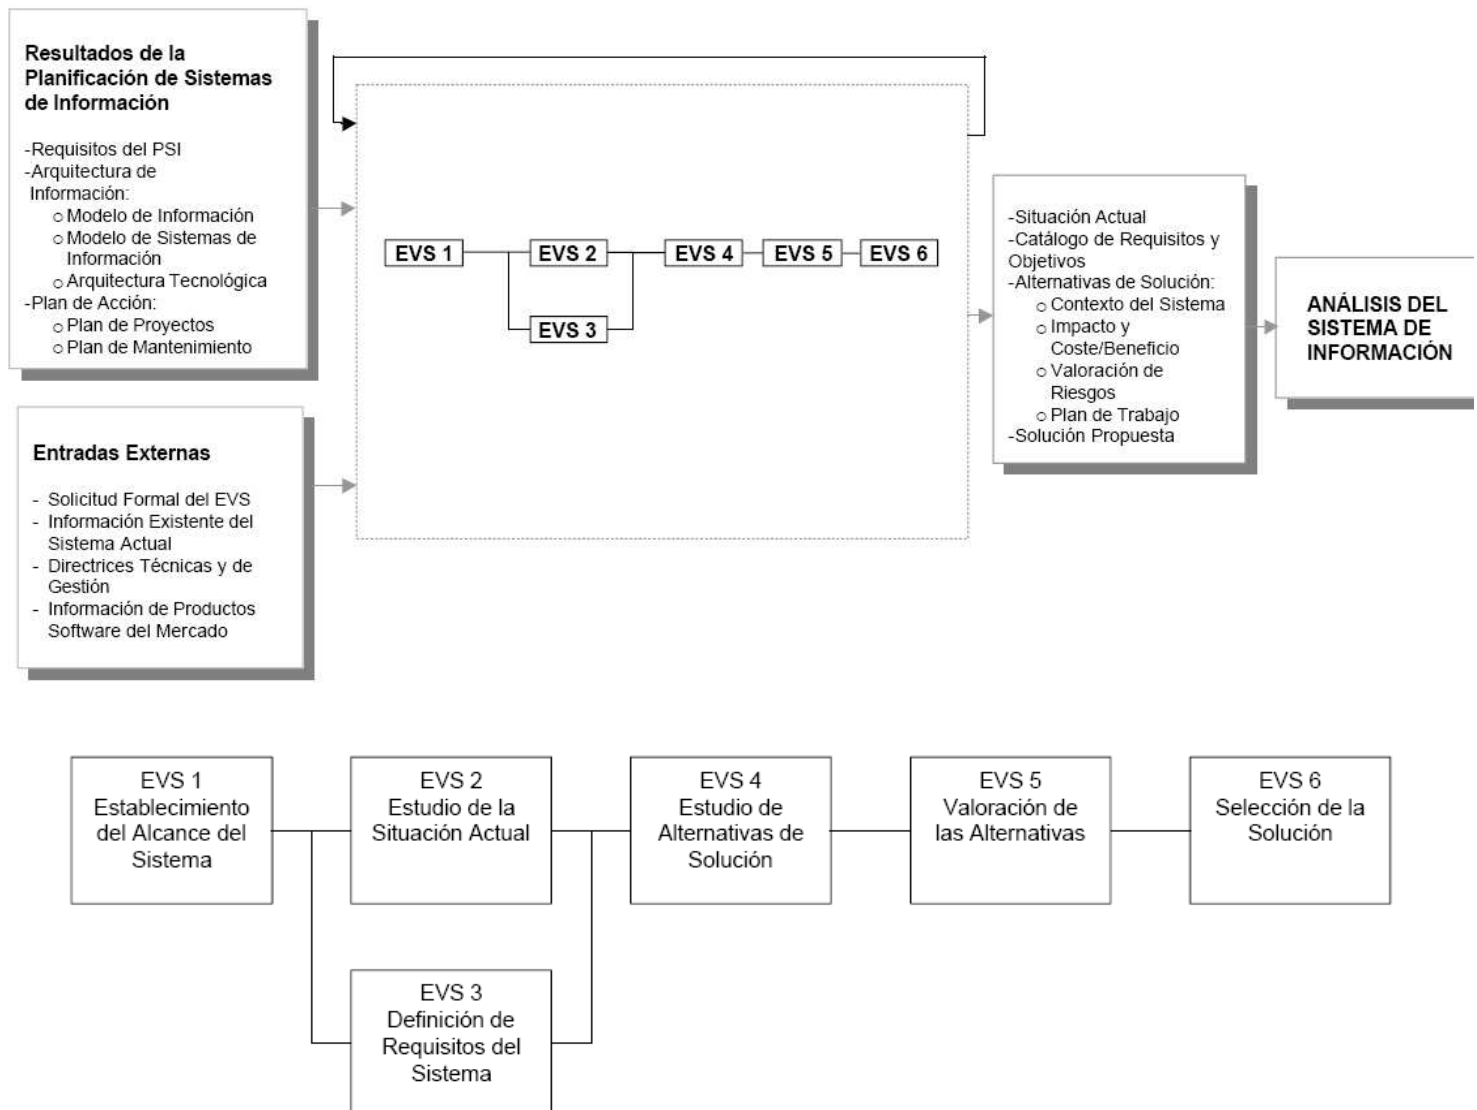 Resultados de la
Planificación de Sistemas
de Información
-Requisitos del PSI
-Arquitectura de
Información:
o Modelo de Información
o Modelo de Sistemas de
Información
o Arquitectura Tecnológica
-Plan de Acción:
o Plan de Proyectos
o Plan de Mantenimiento
Entradas Externas
- Solicitud Formal del EVS
- Información Existente del
Sistema Actual
- Directrices Técnicas y de
Gestión
- Información de Productos
Software del Mercado
EVS 1
EVS 2
EVS 3
EVS 4
EVS 5
EVS 6
-Situación Actual
-Catálogo de Requisitos y
Objetivos
-Alternativas de Solución:
o Contexto del Sistema
o Impacto y
Coste/Beneficio
o Valoración de
Riesgos
o Plan de Trabajo
-Solución Propuesta
ANÁLISIS DEL
SISTEMA DE
INFORMACIÓN
EVS 1
Establecimiento
del Alcance del
Sistema
EVS 2
Estudio de la
Situación Actual
EVS 3
Definición de
Requisitos del
Sistema
EVS 4
Estudio de
Alternativas de
Solución
EVS 5
Valoración de
las Alternativas
EVS 6
Selección de la
Solución